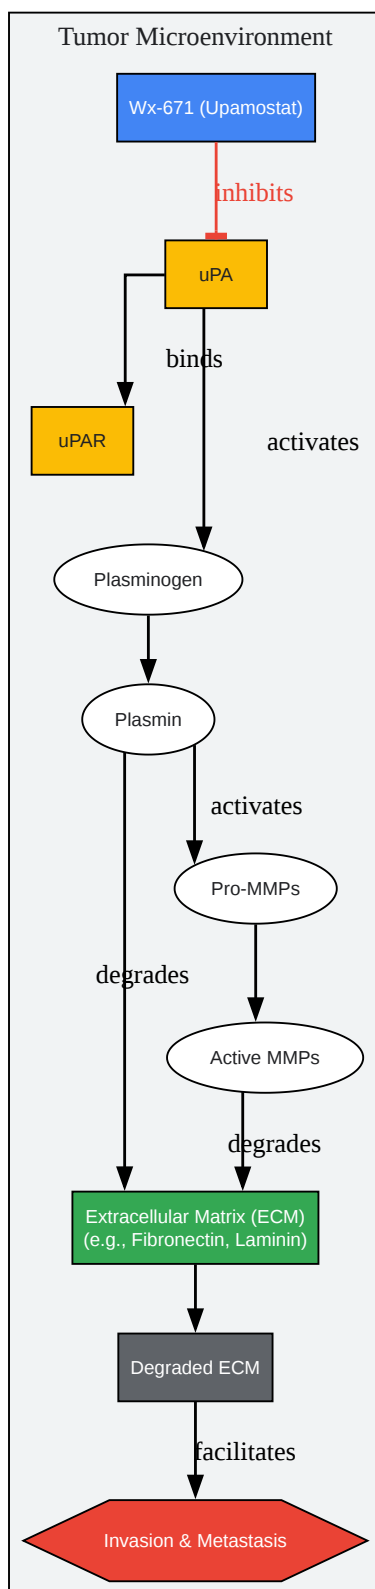 Tumor Microenvironment
Wx-671 (Upamostat)
inhibits
uPA
binds
uPAR
activates
Plasminogen
Plasmin
activates
Pro-MMPs
degrades
Active MMPs
degrades
Extracellular Matrix (ECM)
(e.g., Fibronectin, Laminin)
Degraded ECM
facilitates
Invasion & Metastasis